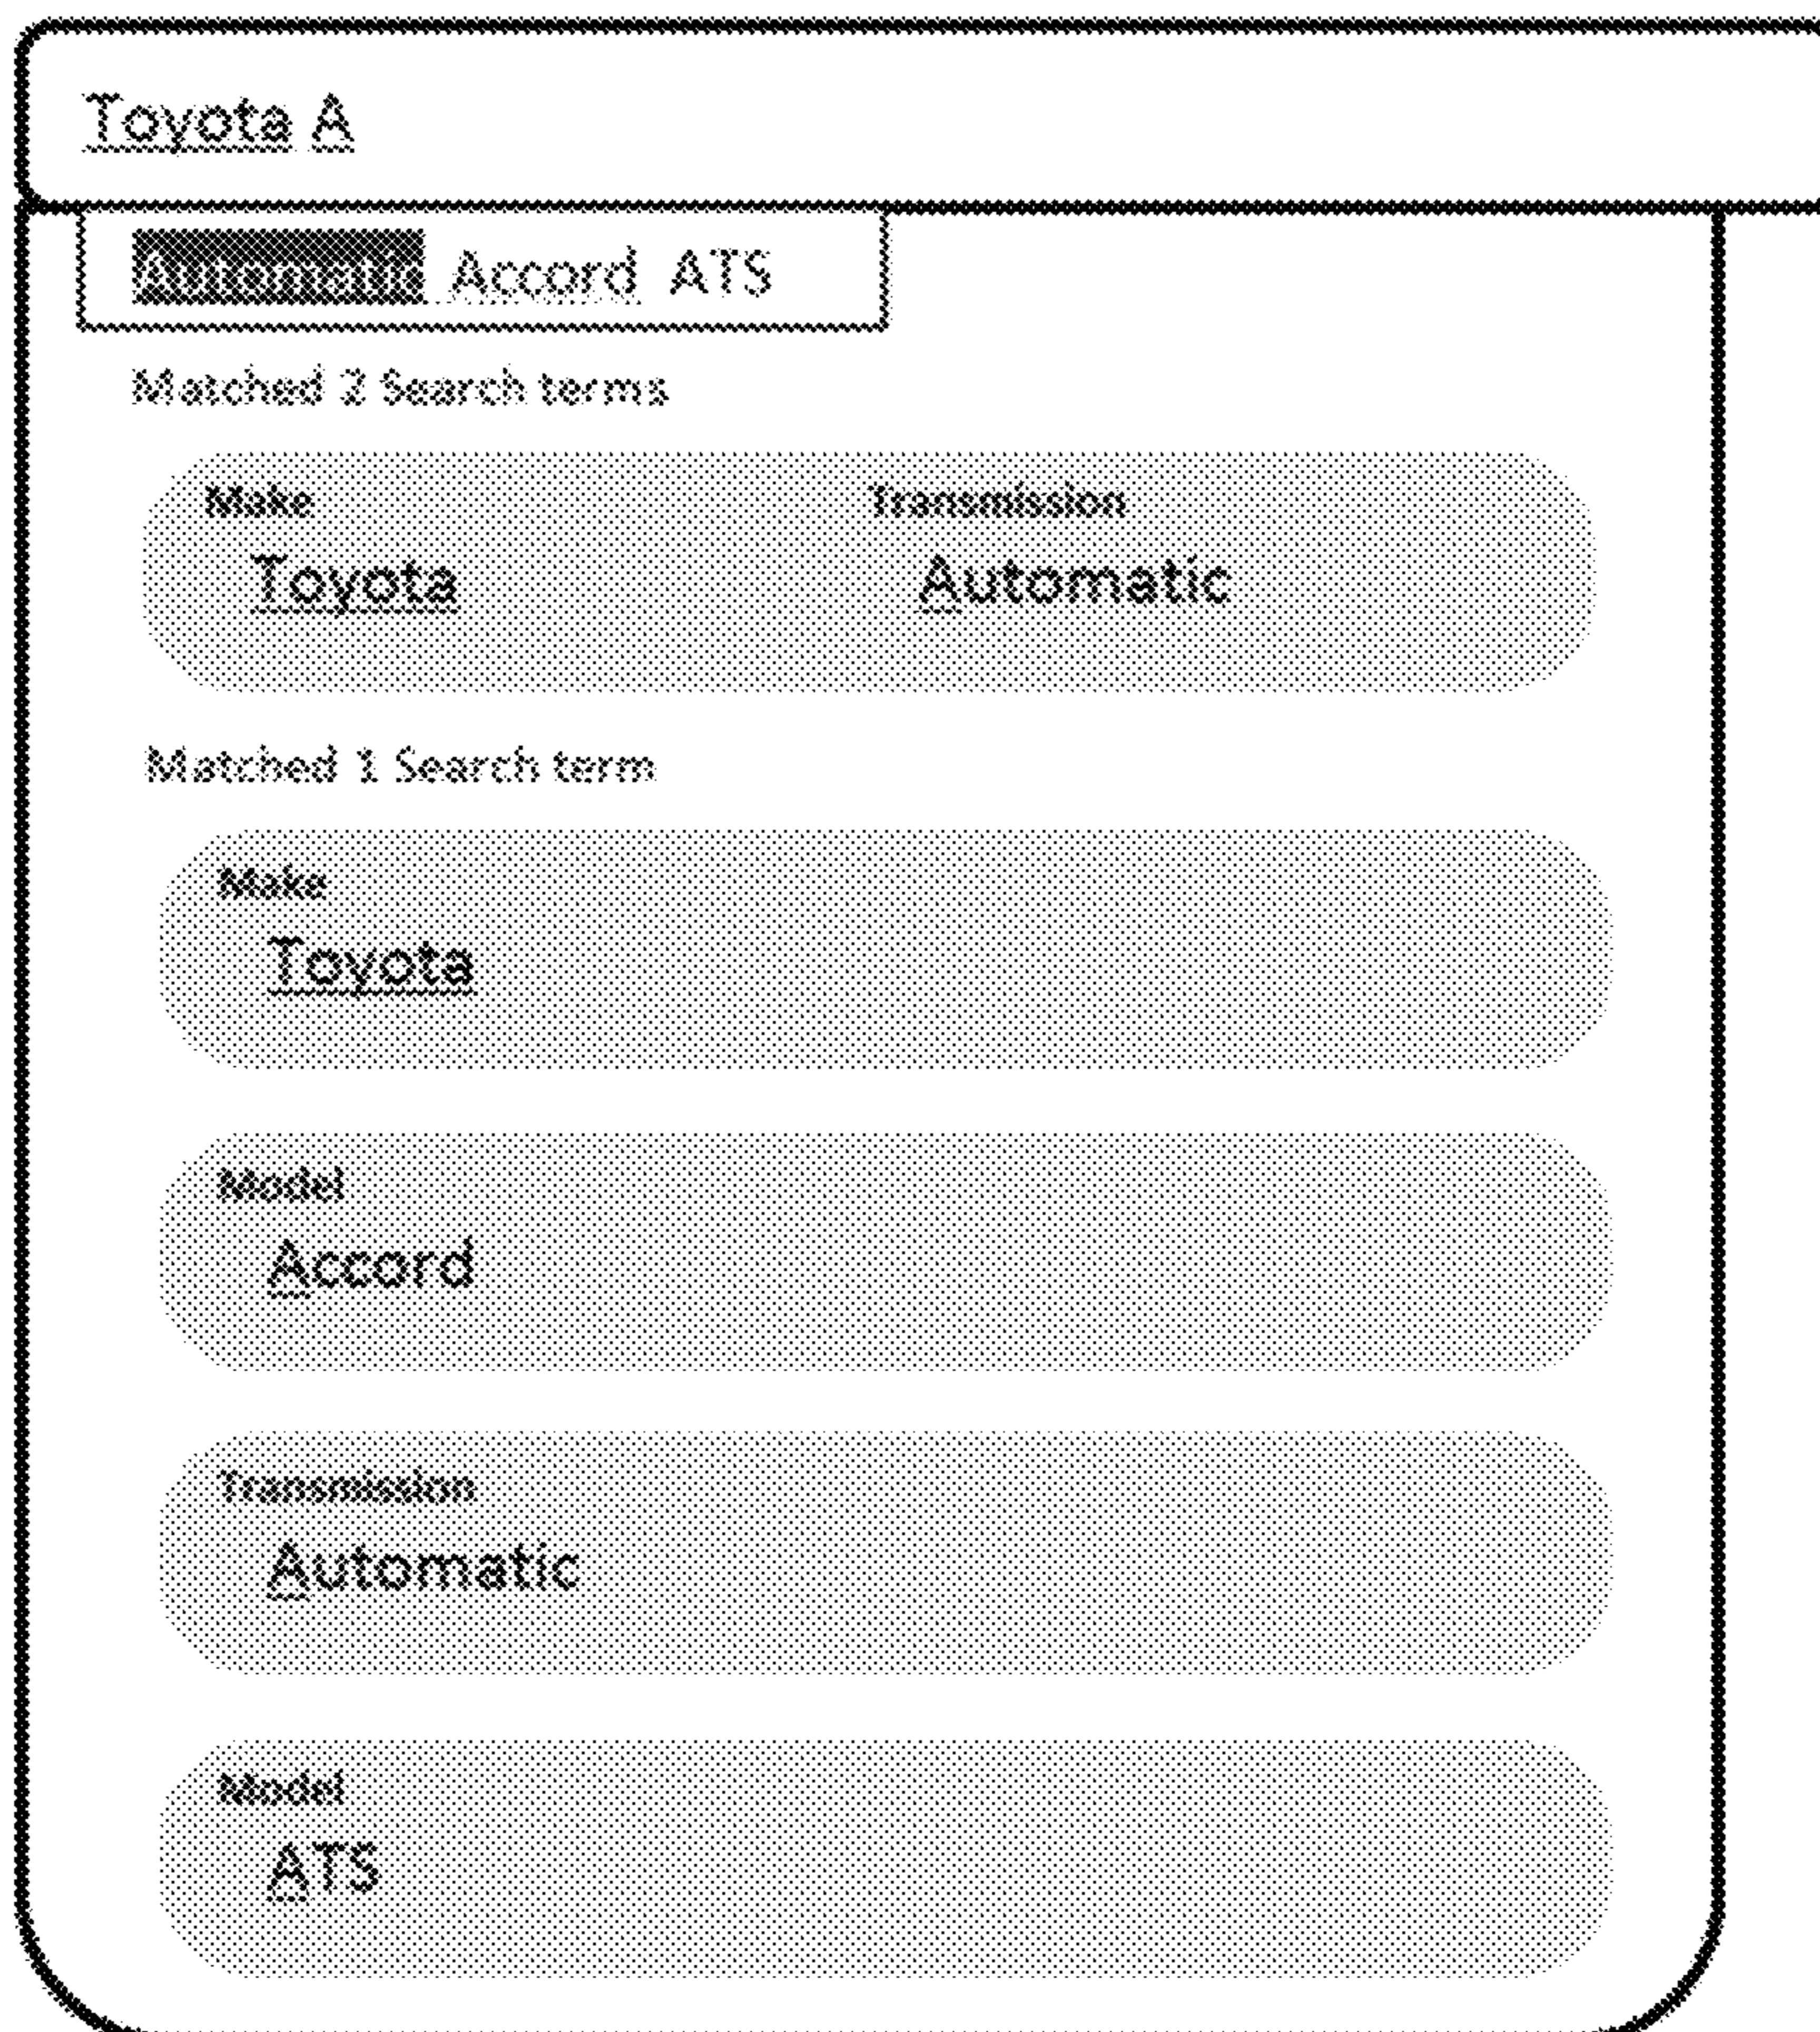 Toyota A
Automatic Accord ATS
Matched 2 Search terms
Make Transmission
Toyota Automatic
Matched 1 Search term
Make
Toyota
Model
Accord
Transmission
Automatic
Model
ATS